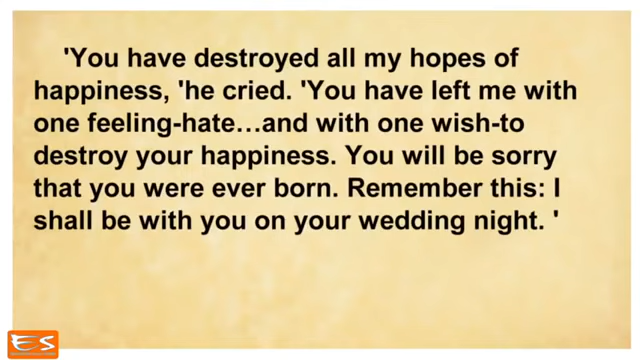 'You have destroyed all my hopes of
happiness, 'he cried. 'You have left me with
one feeling-hate...and with one wish-to
destroy your happiness. You will be sorry
that you were ever born. Remember this: I
shall be with you on your wedding night. '
ES